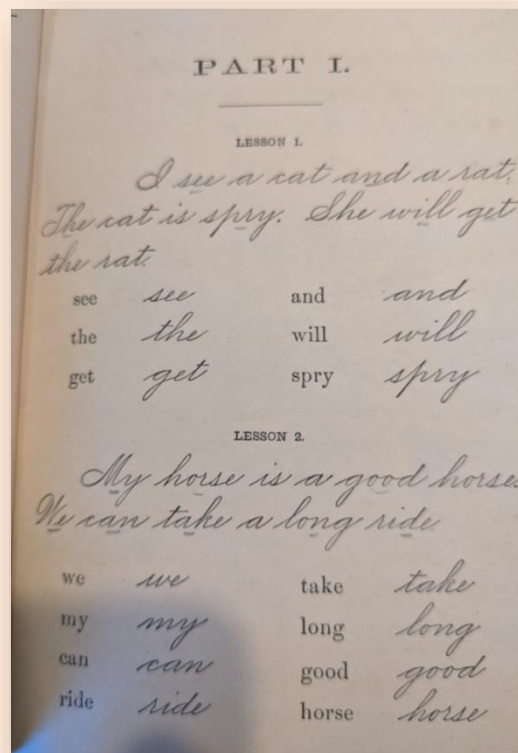 PART I.
LESSON 1.
I see a cat and a rat.
The cat is spry. She will get
the rat.
see see and and
the the will will
get get spry spry
LESSON 2.
My horse is a good horse.
We can take a long ride.
we we take take
my my long long
can can good good
ride ride horse horse